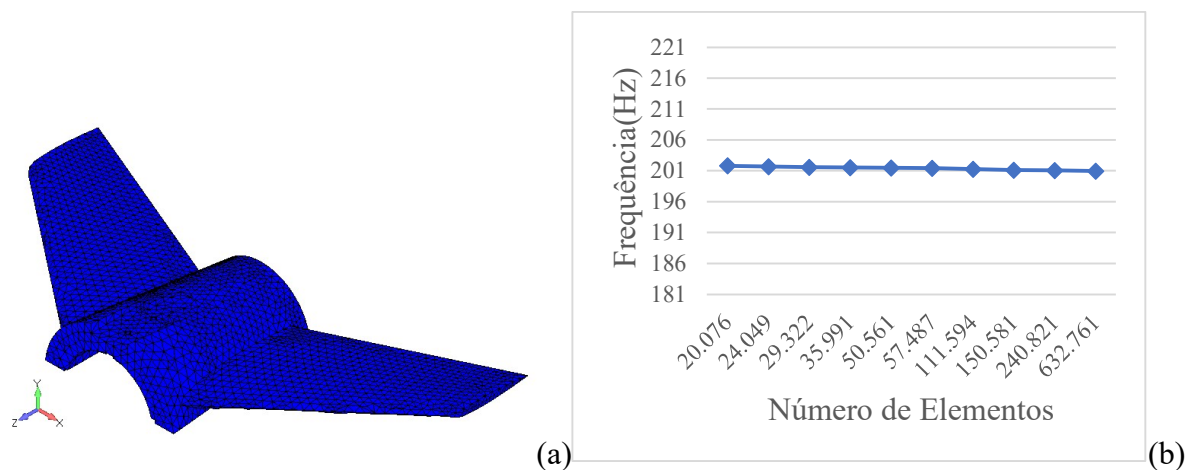 Y
Z
X
(a)
Frequência(Hz)
221
216
211
206
201
196
191
186
181
20.076
24.049
29.322
35.991
50.561
57.487
111.594
150.581
240.821
632.761
Número de Elementos
(b)